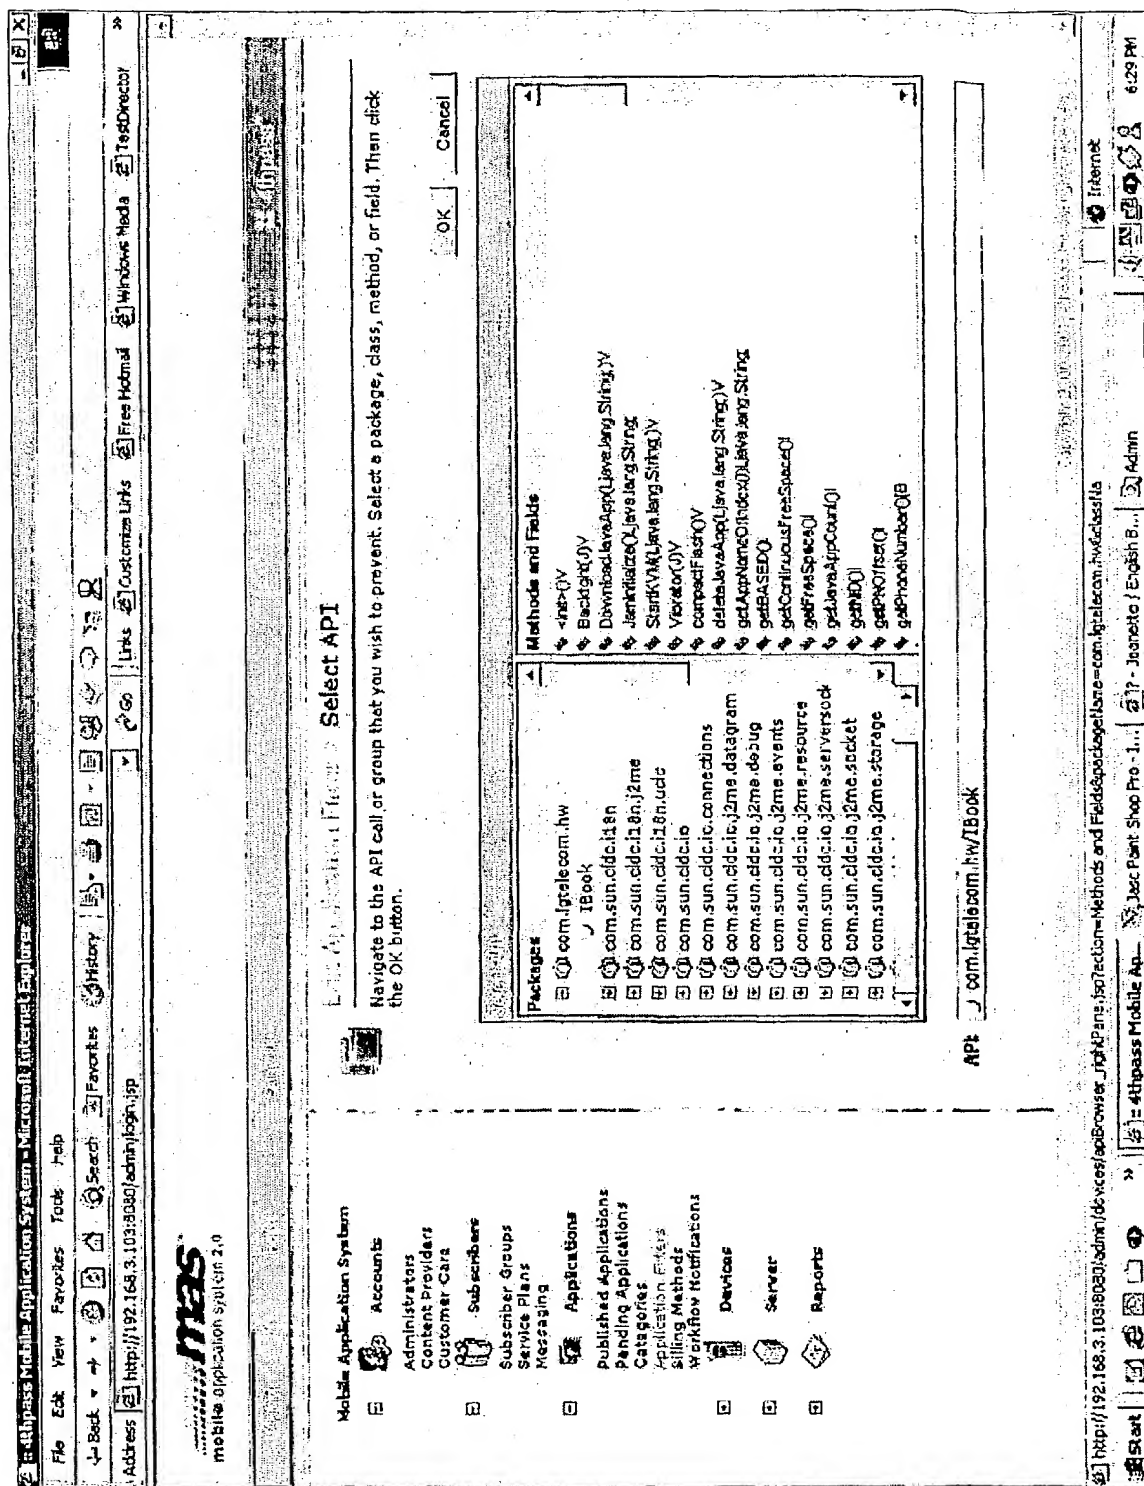 4thpass Mobile Application System - Microsoft Internet Explorer
File Edit View Favorites Tools Help
Back Search Favorites History
Address http://192.168.3.103:8080/admin/login.jsp Go Links Customize Links Free Hotmail Windows Media TestDirector
mas
mobile application system 2.0
Mobile Application System
Accounts
Administrators
Content Providers
Customer Care
Subscribers
Subscriber Groups
Service Plans
Messaging
Applications
Published Applications
Pending Applications
Categories
Application Filters
Billing Methods
Workflow Notifications
Devices
Server
Reports
Select API
Navigate to the API call or group that you wish to prevent. Select a package, class, method, or field. Then click
the OK button.
OK Cancel
Packages
com.lgtelecom.hw
IBook
com.sun.cldc.i18n
com.sun.cldc.i18n.j2me
com.sun.cldc.i18n.uclc
com.sun.cldc.io
com.sun.cldc.io.connections
com.sun.cldc.io.j2me.datagram
com.sun.cldc.io.j2me.debug
com.sun.cldc.io.j2me.events
com.sun.cldc.io.j2me.resource
com.sun.cldc.io.j2me.serversock
com.sun.cldc.io.j2me.socket
com.sun.cldc.io.j2me.storage
Methods and Fields
<init>()V
Backlight(J)V
DownloadJavaApp(Ljava.lang.String;)V
JamInitialize()Ljava.lang.String;
StartKVM(Ljava.lang.String;)V
Vibrator(J)V
compactFlash()V
deleteJavaApp(Ljava.lang.String;)V
getAppNameOfIndex(I)Ljava.lang.String;
getBASEID()
getContinuousFreeSpace()I
getFreeSpace()I
getJavaAppCount()I
getNID()I
getPNOffset()I
getPhoneNumber()[B
API: com.lgtelecom.hw/IBook
http://192.168.3.103:8080/admin/devices/apiBrowser_rightPane.jsp?action=Methods and Fields&packageName=com.lgtelecom.hw&classNa Internet
Start 4thpass Mobile Ap... Jasc Paint Shop Pro - 1... ? - Jeanette / English B... Admin 6:29 PM